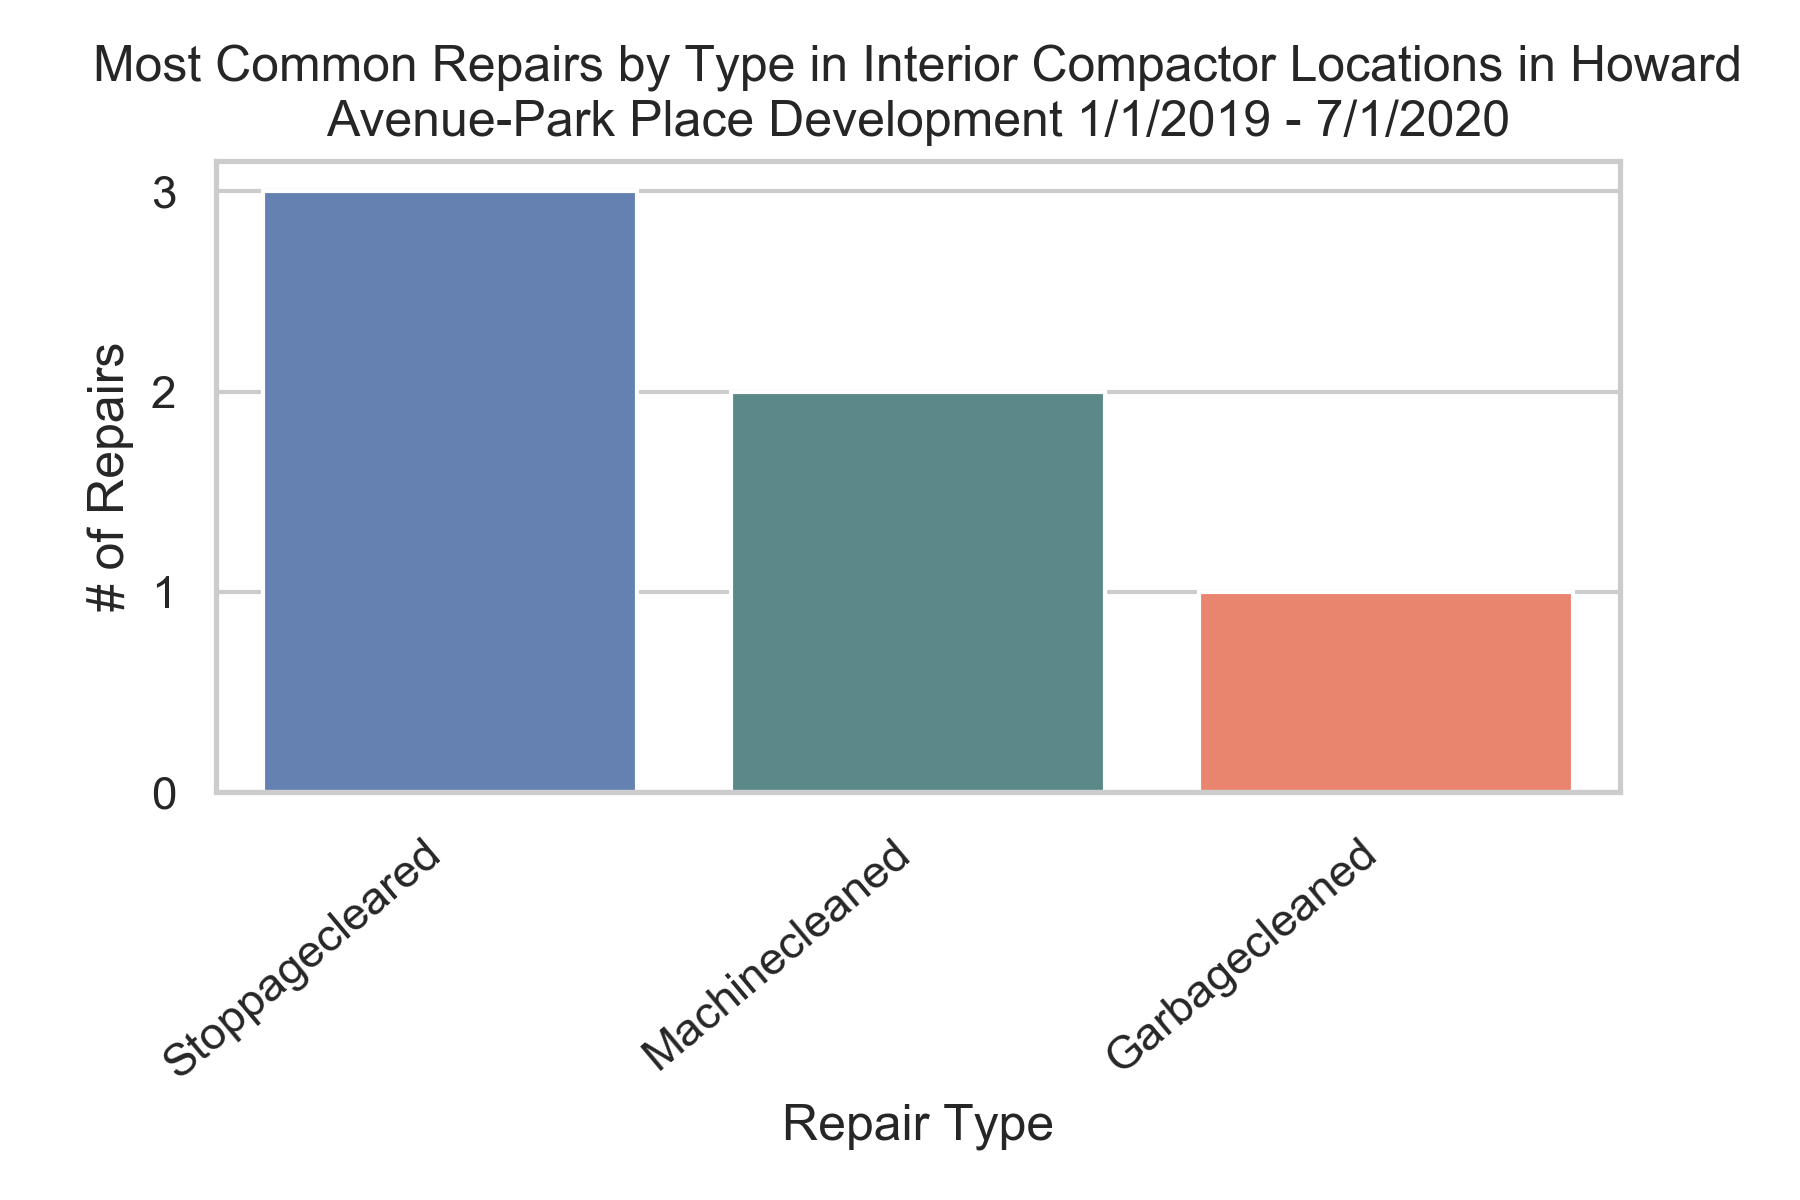 Most Common Repairs by Type in Interior Compactor Locations in Howard
Avenue-Park Place Development 1/1/2019 - 7/1/2020
3
2
1
0
# of Repairs
Stoppagecleared
Machinecleaned
Garbagecleaned
Repair Type